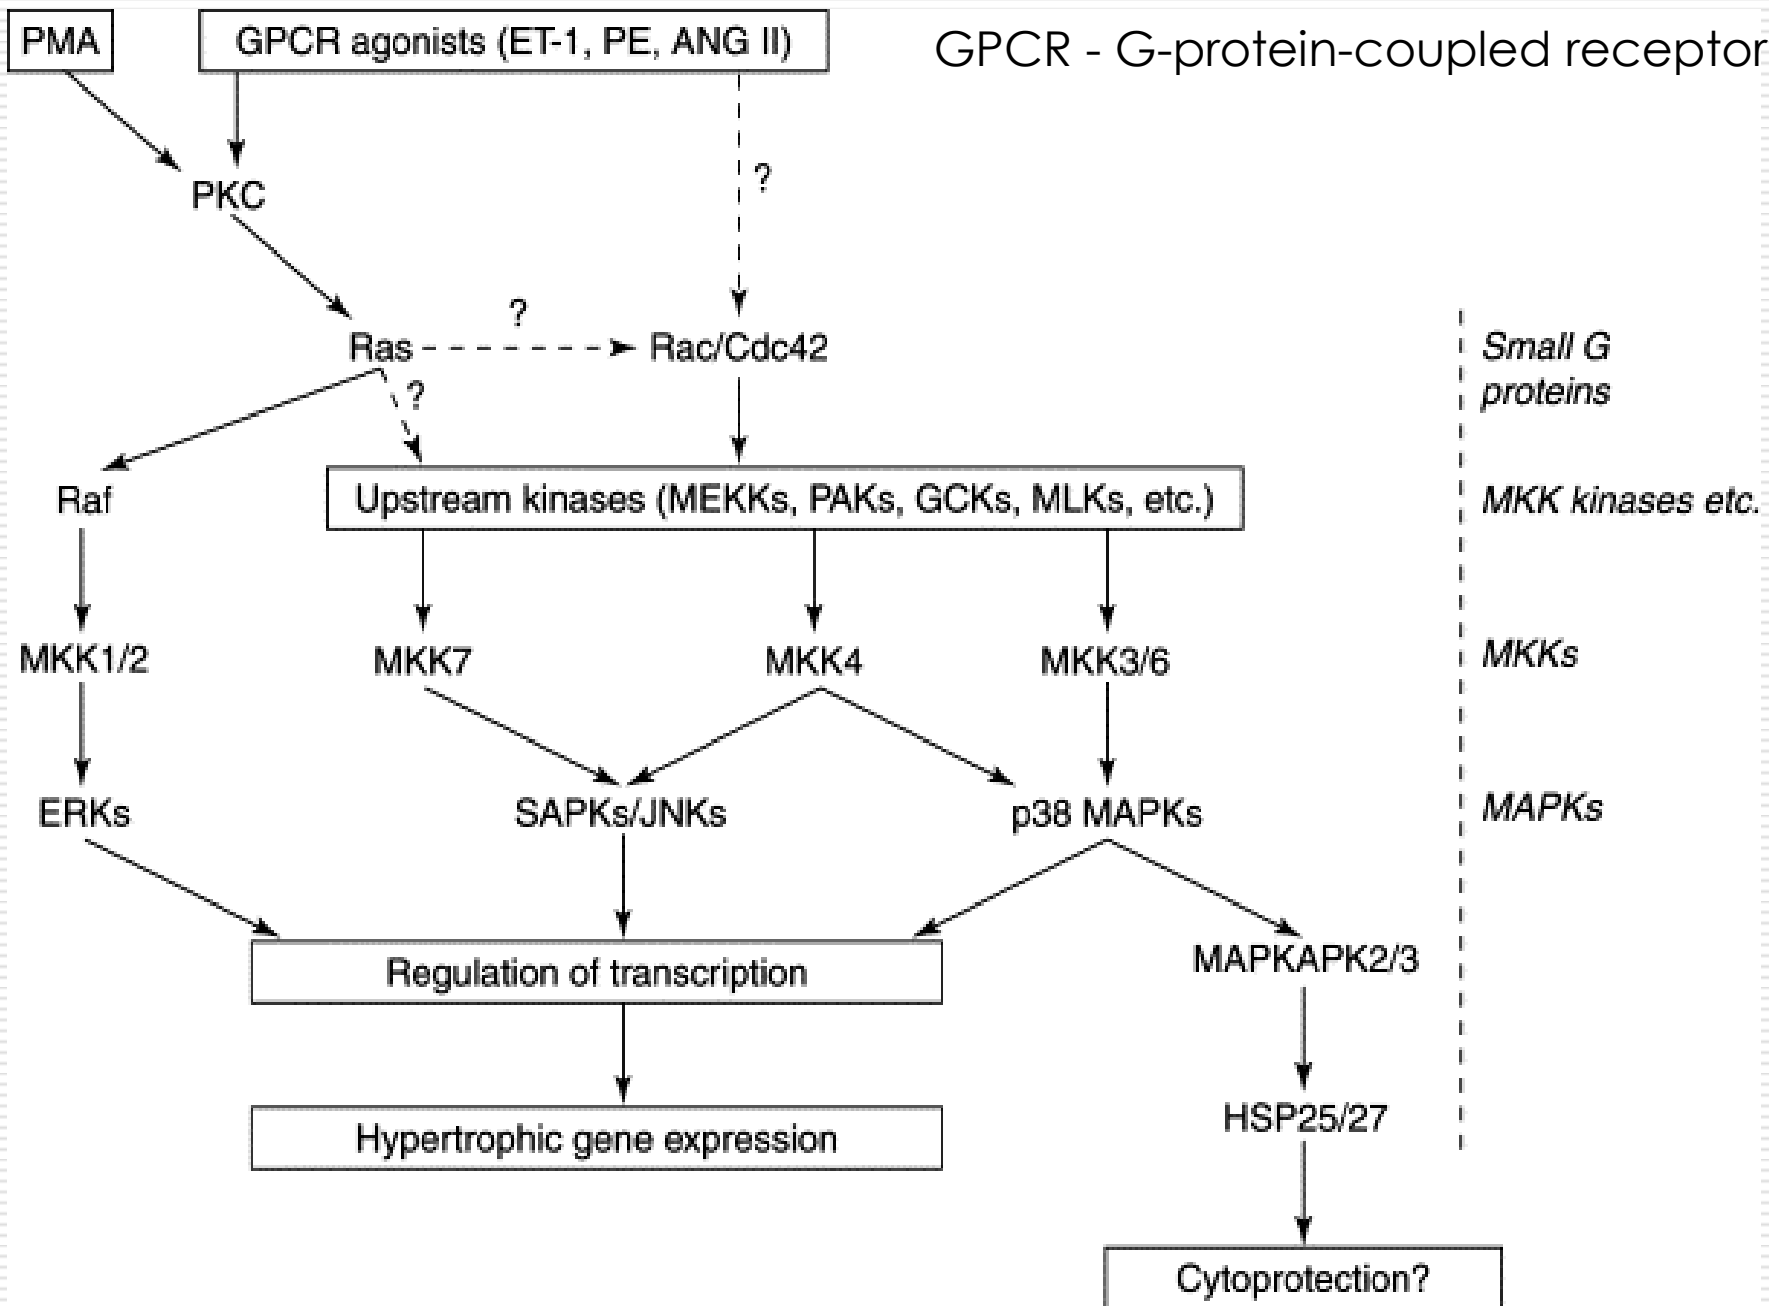 PMA
GPCR agonists (ET-1, PE, ANG II)
GPCR - G-protein-coupled receptor
?
PKC
?
Ras
Rac/Cdc42
Small G
proteins
?
Raf
Upstream kinases (MEKKs, PAKs, GCKs, MLKs, etc.)
MKK kinases etc.
MKK1/2
MKK7
MKK4
MKK3/6
MKKs
ERKs
SAPKs/JNKs
p38 MAPKs
MAPKs
Regulation of transcription
MAPKAPK2/3
Hypertrophic gene expression
HSP25/27
Cytoprotection?